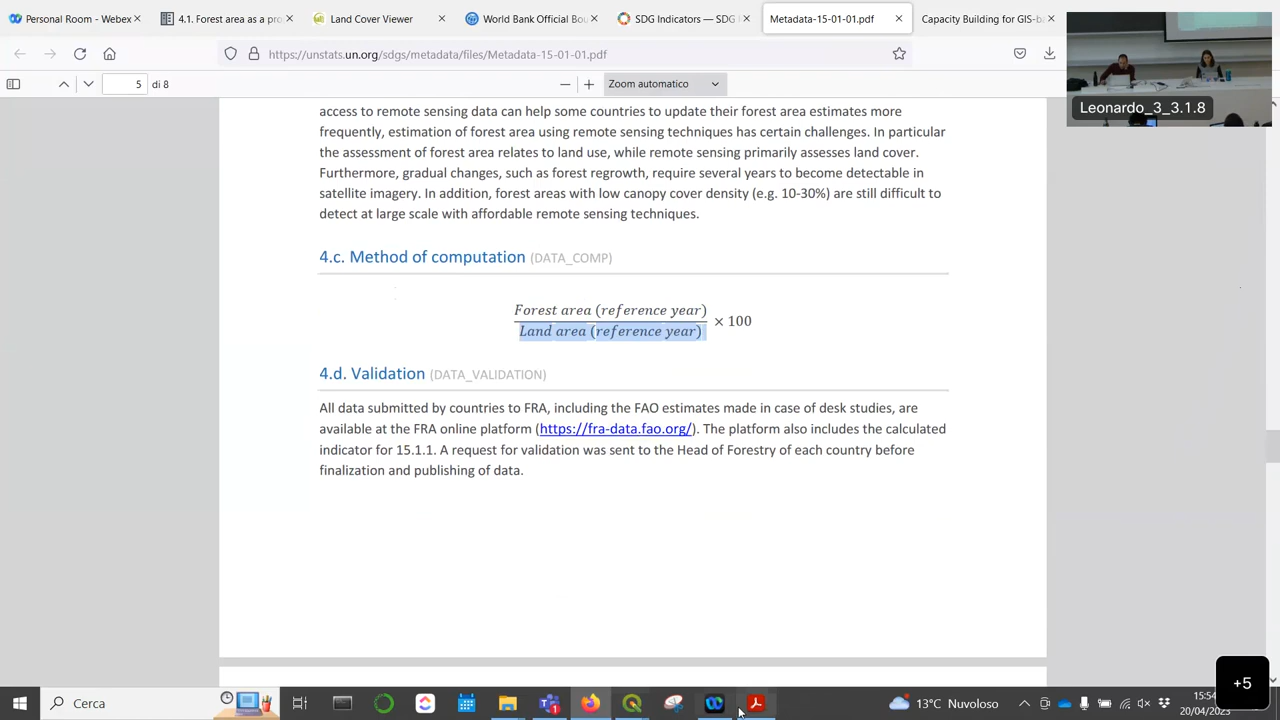 Personal Room - Webex
4.1. Forest area as a pro
Land Cover Viewer
World Bank Official Bou
SDG Indicators — SDG
Metadata-15-01-01.pdf
Capacity Building for GIS-b
https://unstats.un.org/sdgs/metadata/files/Metadata-15-01-01.pdf
5 di 8
Zoom automatico
Leonardo_3_3.1.8
access to remote sensing data can help some countries to update their forest area estimates more
frequently, estimation of forest area using remote sensing techniques has certain challenges. In particular
the assessment of forest area relates to land use, while remote sensing primarily assesses land cover.
Furthermore, gradual changes, such as forest regrowth, require several years to become detectable in
satellite imagery. In addition, forest areas with low canopy cover density (e.g. 10-30%) are still difficult to
detect at large scale with affordable remote sensing techniques.
4.c. Method of computation (DATA_COMP)
Forest area (reference year)
Land area (reference year)
× 100
4.d. Validation (DATA_VALIDATION)
All data submitted by countries to FRA, including the FAO estimates made in case of desk studies, are
available at the FRA online platform (https://fra-data.fao.org/). The platform also includes the calculated
indicator for 15.1.1. A request for validation was sent to the Head of Forestry of each country before
finalization and publishing of data.
+5
Cerca
13°C Nuvoloso
15:54
20/04/2023